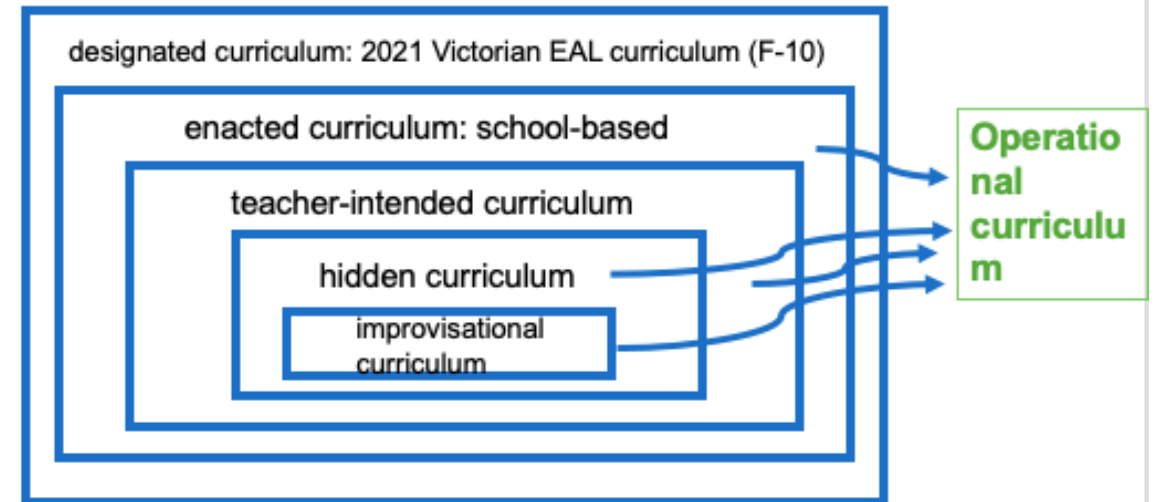 designated curriculum: 2021 Victorian EAL curriculum (F-10)
enacted curriculum: school-based
teacher-intended curriculum
hidden curriculum
improvisational
curriculum
Operatio
nal
curriculu
m